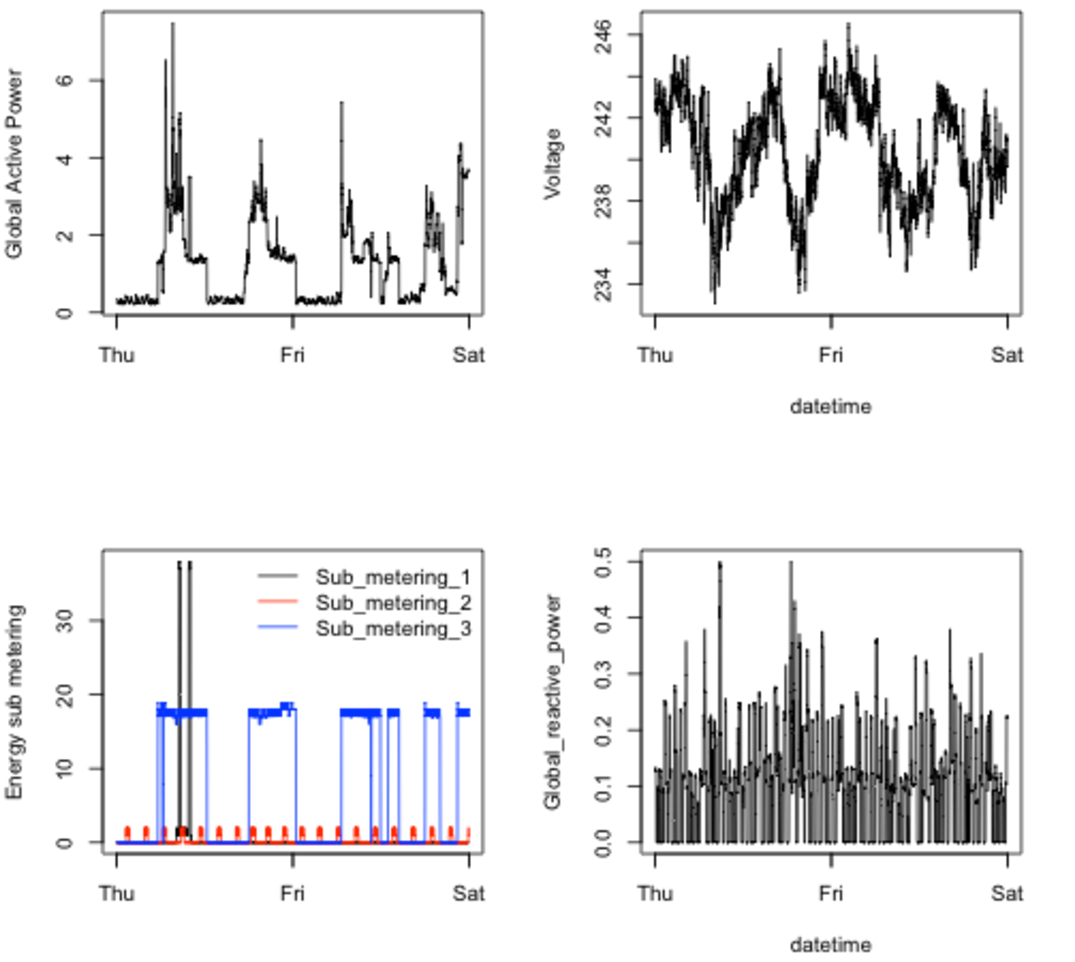 Global Active Power
6
4
2
0
Thu Fri Sat
Voltage
246
242
238
234
Thu Fri Sat
datetime
Energy sub metering
30
20
10
0
Sub_metering_1
Sub_metering_2
Sub_metering_3
Thu Fri Sat
Global_reactive_power
0.5
0.4
0.3
0.2
0.1
0.0
Thu Fri Sat
datetime